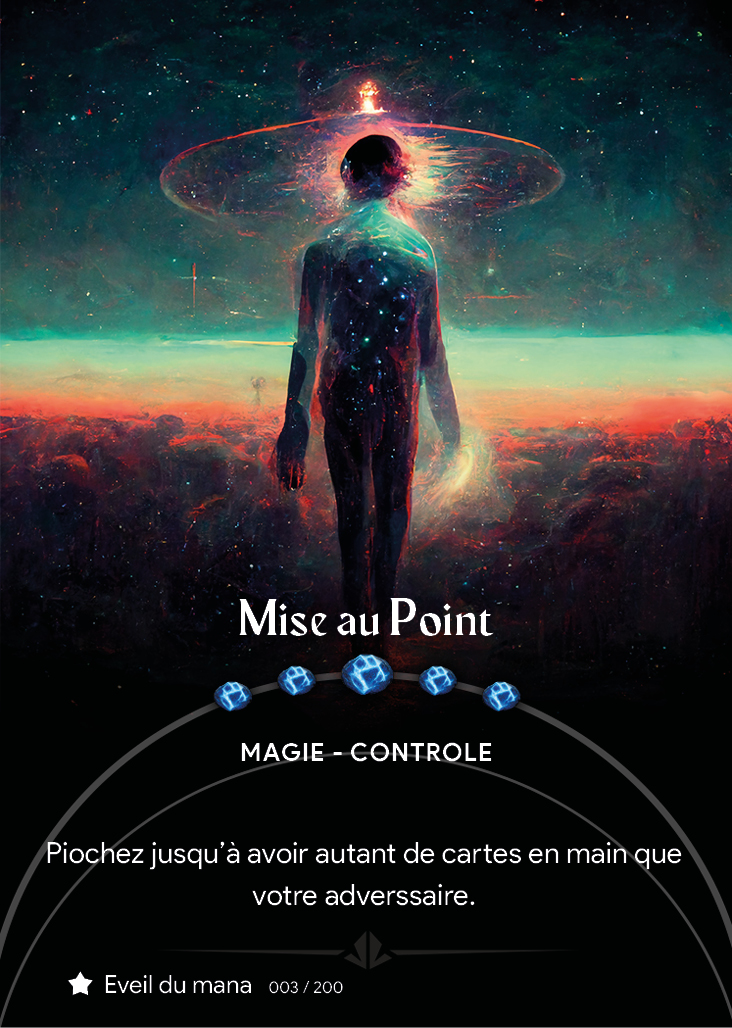 Mise au Point
MAGIE - CONTROLE
Piochez jusqu'à avoir autant de cartes en main que
votre adverssaire.
Eveil du mana 003 / 200